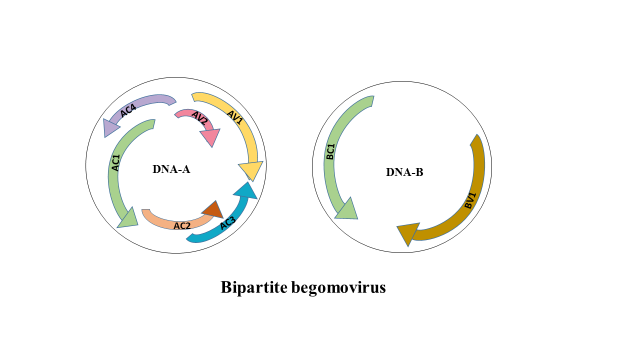 AC4
AV1
AV2
AC1
DNA-A
AC2
AC3
BC1
DNA-B
BV1
Bipartite begomovirus